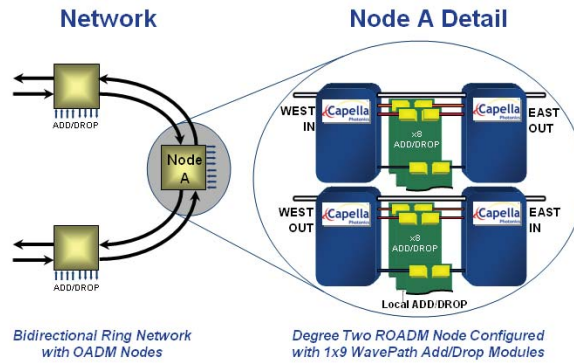 Network
Node A Detail
ADD/DROP
Node
A
ADD/DROP
Bidirectional Ring Network
with OADM Nodes
WEST
IN
Capella
Photonics
x8
ADD/DROP
Capella
Photonics
EAST
OUT
WEST
OUT
Capella
Photonics
x8
ADD/DROP
Capella
Photonics
EAST
IN
Local ADD/DROP
Degree Two ROADM Node Configured
with 1x9 WavePath Add/Drop Modules